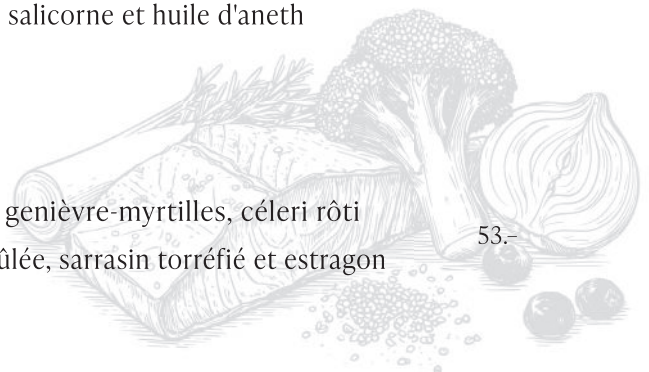 salicorne et huile d'aneth
genièvre-myrtilles, céleri rôti
53.–
ûlée, sarrasin torréfié et estragon